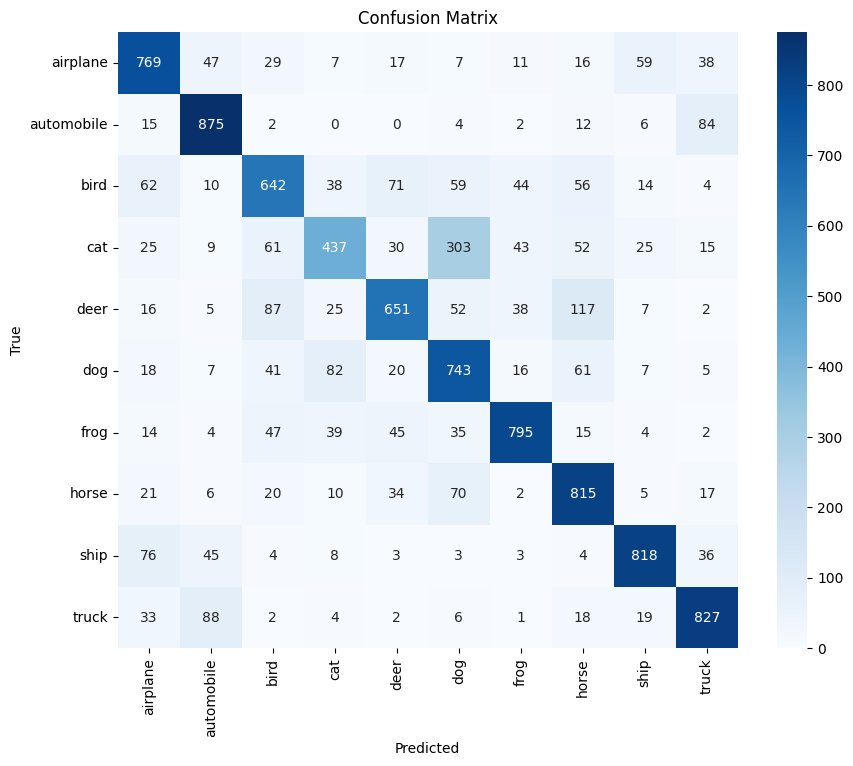 Confusion Matrix
True
airplane 769 47 29 7 17 7 11 16 59 38
automobile 15 875 2 0 0 4 2 12 6 84
bird 62 10 642 38 71 59 44 56 14 4
cat 25 9 61 437 30 303 43 52 25 15
deer 16 5 87 25 651 52 38 117 7 2
dog 18 7 41 82 20 743 16 61 7 5
frog 14 4 47 39 45 35 795 15 4 2
horse 21 6 20 10 34 70 2 815 5 17
ship 76 45 4 8 3 3 3 4 818 36
truck 33 88 2 4 2 6 1 18 19 827
airplane automobile bird cat deer dog frog horse ship truck
Predicted
800
700
600
500
400
300
200
100
0